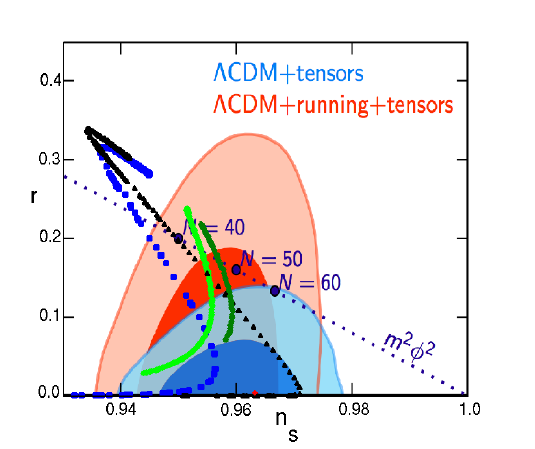 ΛCDM+tensors
ΛCDM+running+tensors
0.4
0.3
r
0.2
0.1
0.0
N = 40
N = 50
N = 60
m²ϕ²
0.94
0.96
0.98
1.0
n
s